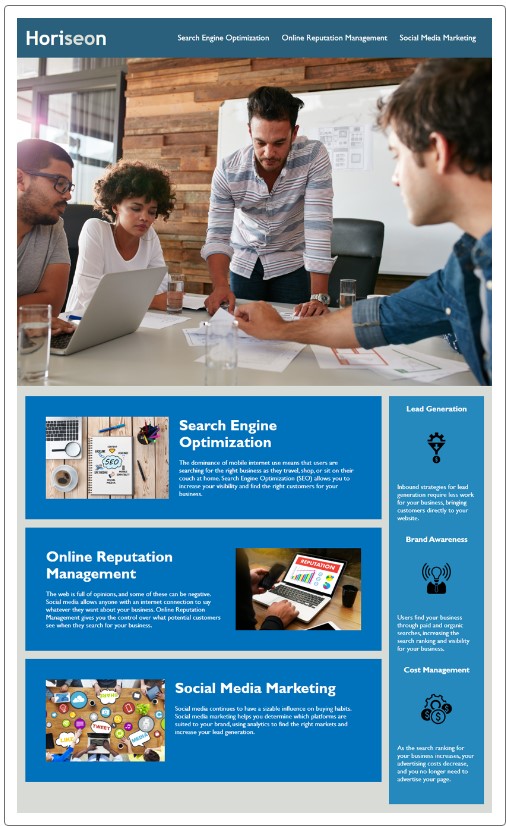 Horiseon
Search Engine Optimization
Online Reputation Management
Social Media Marketing
SEO
Search Engine
Optimization
The dominance of mobile internet use means that users are
searching for the right business as they travel, shop, or sit on their
couch at home. Search Engine Optimization (SEO) allows you to
increase your visibility and find the right customers for your
business.
Online Reputation
Management
The web is full of opinions, and some of these can be negative.
Social media allows anyone with an internet connection to say
whatever they want about your business. Online Reputation
Management gives you the control over what potential customers
see when they search for your business.
REPUTATION
SHARE
TWEET
LIKE
MEDIA
Social Media Marketing
Social media continues to have a sizable influence on buying habits.
Social media marketing helps you determine which platforms are
suited to your brand, using analytics to find the right markets and
increase your lead generation.
Lead Generation
Inbound strategies for lead
generation require less work
for your business, bringing
customers directly to your
website.
Brand Awareness
Users find your business
through paid and organic
searches, increasing the
search ranking and visibility
for your business.
Cost Management
As the search ranking for
your business increases, your
advertising costs decrease,
and you no longer need to
advertise your page.